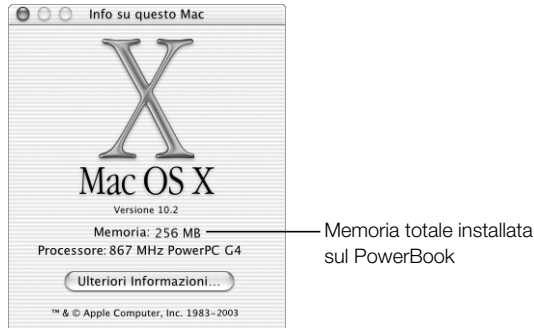 Info su questo Mac
X
Mac OS X
Versione 10.2
Memoria: 256 MB
Memoria totale installata
sul PowerBook
Processore: 867 MHz PowerPC G4
Ulteriori Informazioni...
™ & © Apple Computer, Inc. 1983–2003